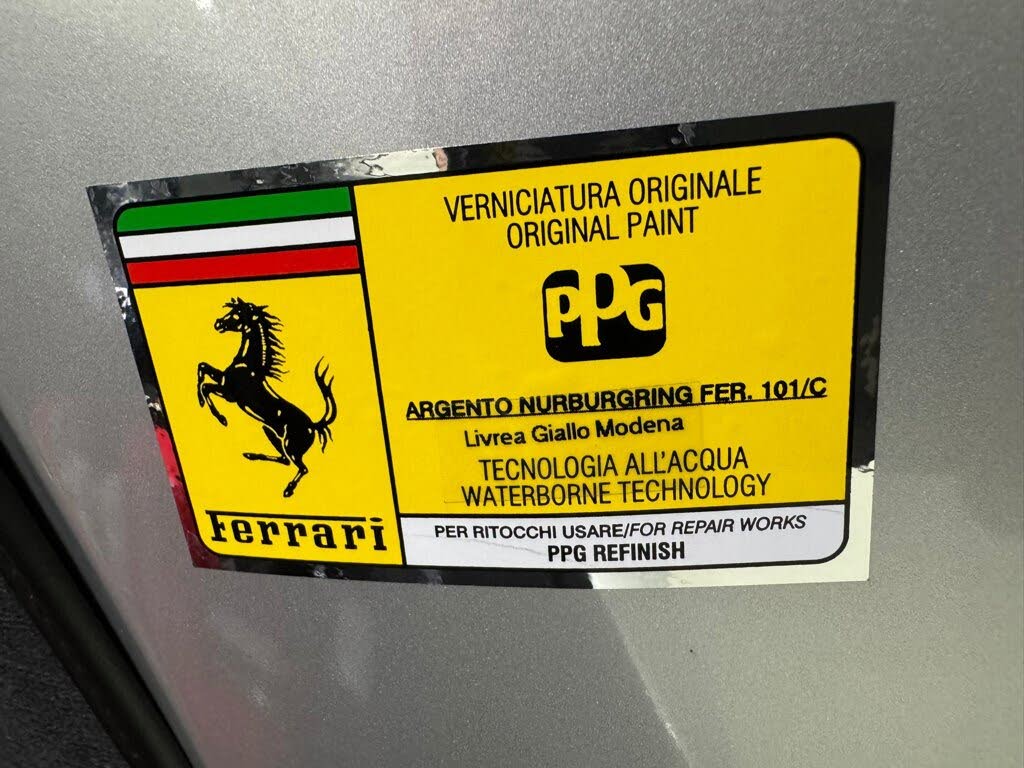 VERNICIATURA ORIGINALE
ORIGINAL PAINT
PPG
ARGENTO NURBURGRING FER. 101/C
Livrea Giallo Modena
TECNOLOGIA ALL'ACQUA
WATERBORNE TECHNOLOGY
Ferrari
PER RITOCCHI USARE/FOR REPAIR WORKS
PPG REFINISH